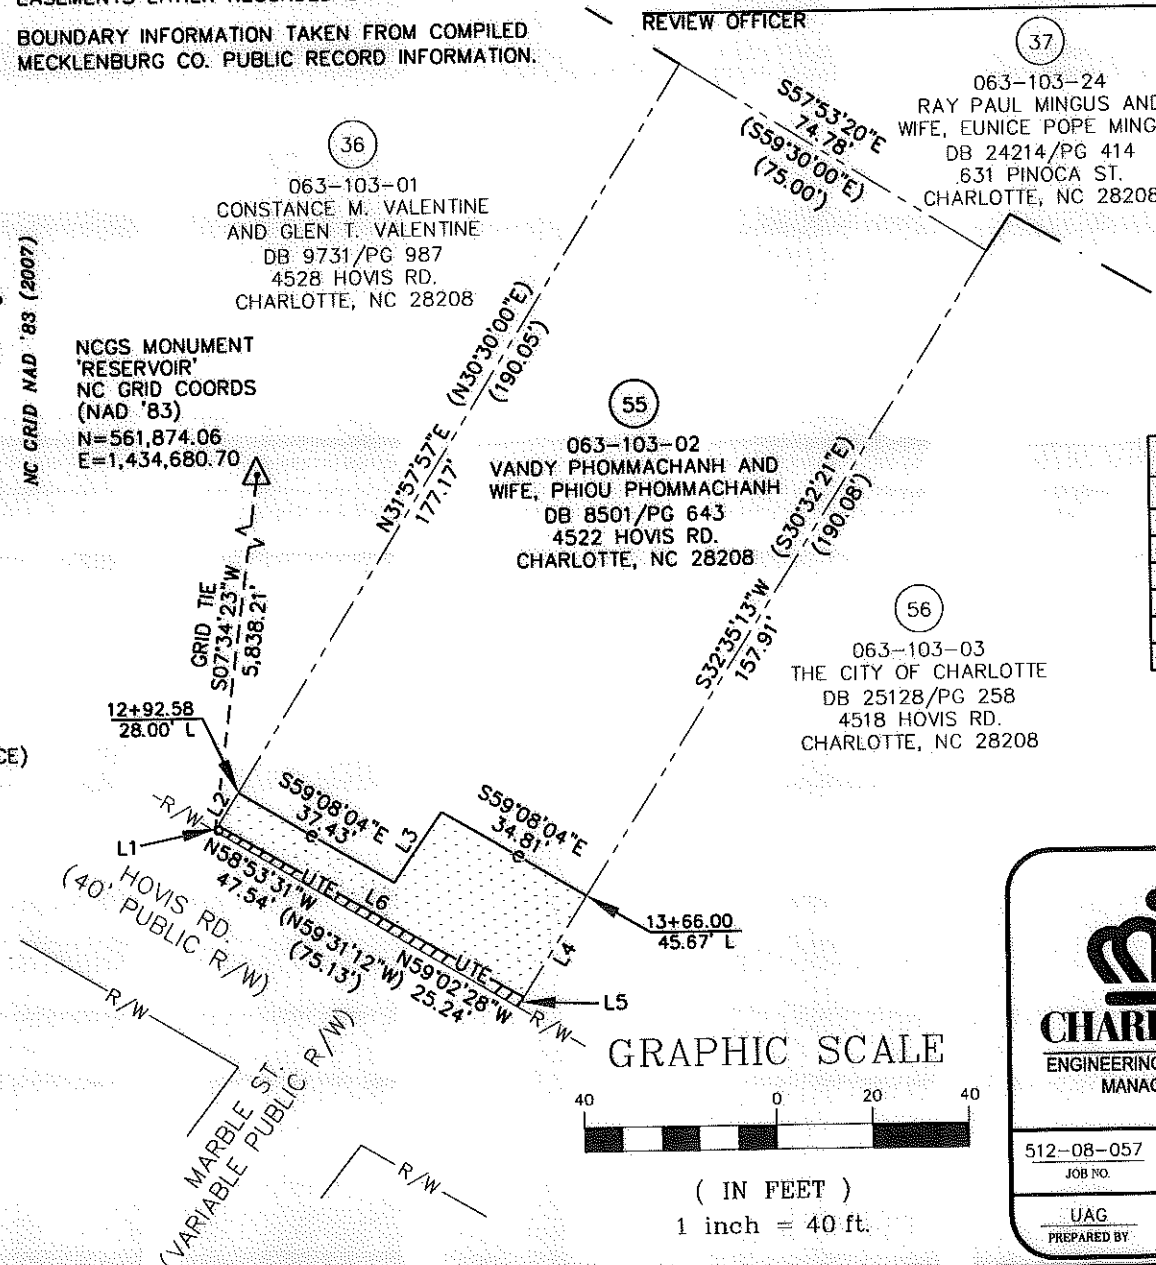 BOUNDARY INFORMATION TAKEN FROM COMPILED
MECKLENBURG CO. PUBLIC RECORD INFORMATION.
REVIEW OFFICER
37
063-103-24
RAY PAUL MINGUS AND
WIFE, EUNICE POPE MING
DB 24214/PG 414
631 PINOCA ST.
CHARLOTTE, NC 28208
S57°53'20"E
74.78'
(S59°30'00"E)
(75.00')
36
063-103-01
CONSTANCE M. VALENTINE
AND GLEN T. VALENTINE
DB 9731/PG 987
4528 HOVIS RD.
CHARLOTTE, NC 28208
NC GRID NAD '83 (2007)
NCGS MONUMENT
'RESERVOIR'
NC GRID COORDS
(NAD '83)
N=561,874.06
E=1,434,680.70
N31°57'57"E (N30°30'00"E)
177.17' (190.05')
55
063-103-02
VANDY PHOMMACHANH AND
WIFE, PHIOU PHOMMACHANH
DB 8501/PG 643
4522 HOVIS RD.
CHARLOTTE, NC 28208
S32°35'13"W (S30°32'21"E)
157.91' (190.08')
56
063-103-03
THE CITY OF CHARLOTTE
DB 25128/PG 258
4518 HOVIS RD.
CHARLOTTE, NC 28208
GRID TIE
S07°34'23"W
5,838.21'
12+92.58
28.00' L
CE)
R/W
L2
L1
S59°08'04"E
37.43'
L3
S59°08'04"E
34.81'
13+66.00
45.67' L
L4
L5
UTE
L6
UTE
N58°53'31"W
47.54' (N59°31'12"W)
(75.13')
N59°02'28"W
25.24'
R/W
HOVIS RD.
(40' PUBLIC R/W)
R/W
MARBLE ST.
(VARIABLE PUBLIC R/W)
R/W
GRAPHIC SCALE
40 0 20 40
( IN FEET )
1 inch = 40 ft.
CHAR
ENGINEERING
MANAG
512-08-057
JOB NO.
UAG
PREPARED BY